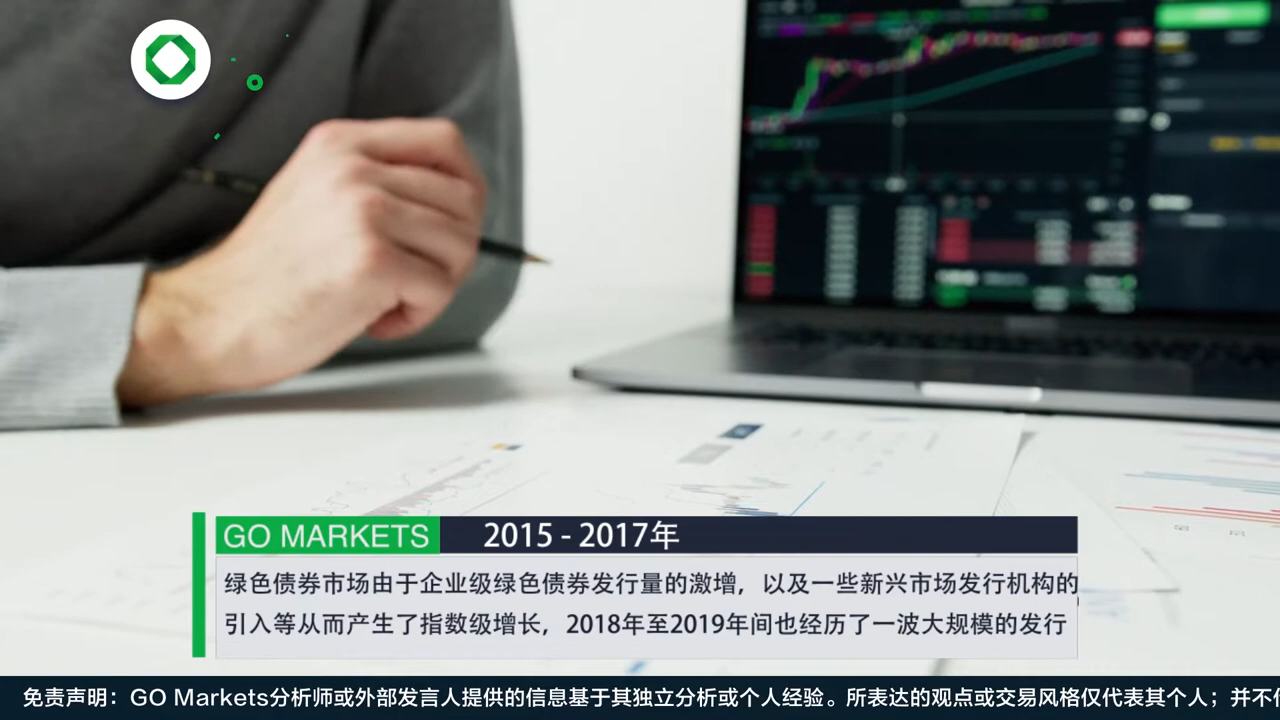 GO MARKETS 2015 - 2017年
绿色债券市场由于企业级绿色债券发行量的激增，以及一些新兴市场发行机构的
引入等从而产生了指数级增长，2018年至2019年间也经历了一波大规模的发行
免责声明：GO Markets分析师或外部发言人提供的信息基于其独立分析或个人经验。所表达的观点或交易风格仅代表其个人；并不